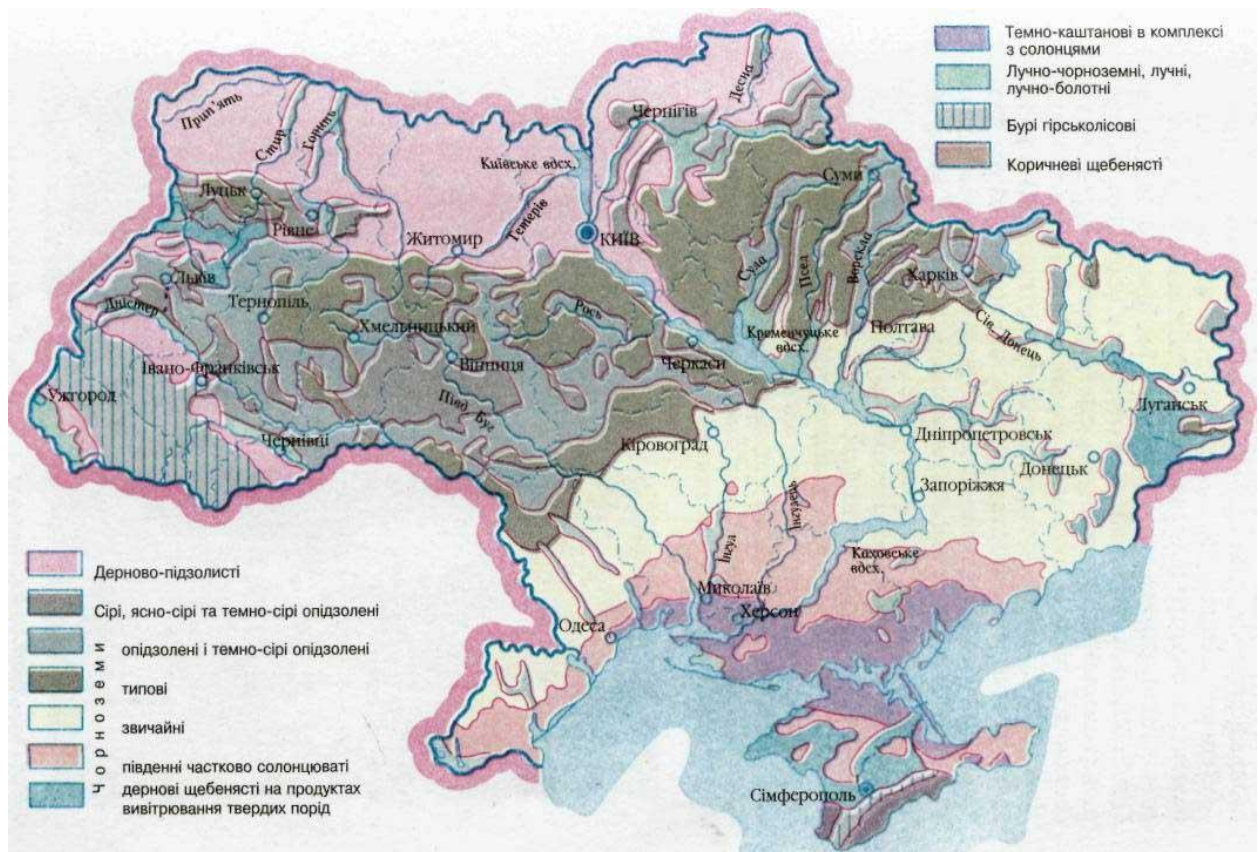 Темно-каштанові в комплексі
з солонцями
Лучно-чорноземні, лучні,
лучно-болотні
Бурі гірськолісові
Коричневі щебенясті
Прип'ять
Стир
Горинь
Десна
Чернігів
Київське вдсх.
Луцьк
Рівне
Житомир
Тетерів
КИЇВ
Суми
Сула
Псел
Ворскла
Харків
Львів
Дністер
Тернопіль
Хмельницький
Рось
Вінниця
Черкаси
Кременчуцьке
вдсх.
Полтава
Сів. Донець
Івано-Франківськ
Ужгород
Чернівці
Півд. Буг
Кіровоград
Дніпропетровськ
Луганськ
Донецьк
Запоріжжя
Інгул
Інгулець
Каховське
вдсх.
Миколаїв
Херсон
Одеса
Сімферополь
Дерново-підзолисті
Сірі, ясно-сірі та темно-сірі опідзолені
Чорноземи
опідзолені і темно-сірі опідзолені
типові
звичайні
південні частково солонцюваті
дернові щебенясті на продуктах
вивітрювання твердих порід